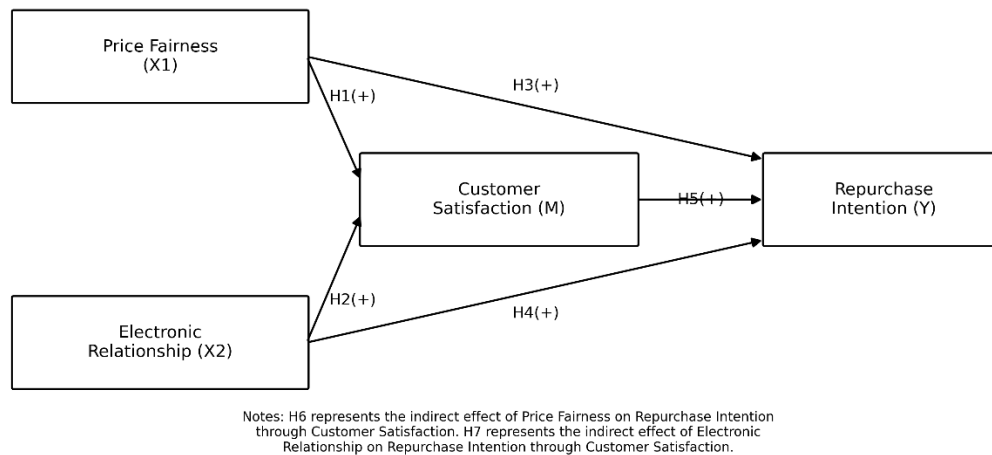 Price Fairness
(X1)
H1(+)
H3(+)
Customer
Satisfaction (M)
H5(+)
Repurchase
Intention (Y)
H2(+)
H4(+)
Electronic
Relationship (X2)
Notes: H6 represents the indirect effect of Price Fairness on Repurchase Intention
through Customer Satisfaction. H7 represents the indirect effect of Electronic
Relationship on Repurchase Intention through Customer Satisfaction.